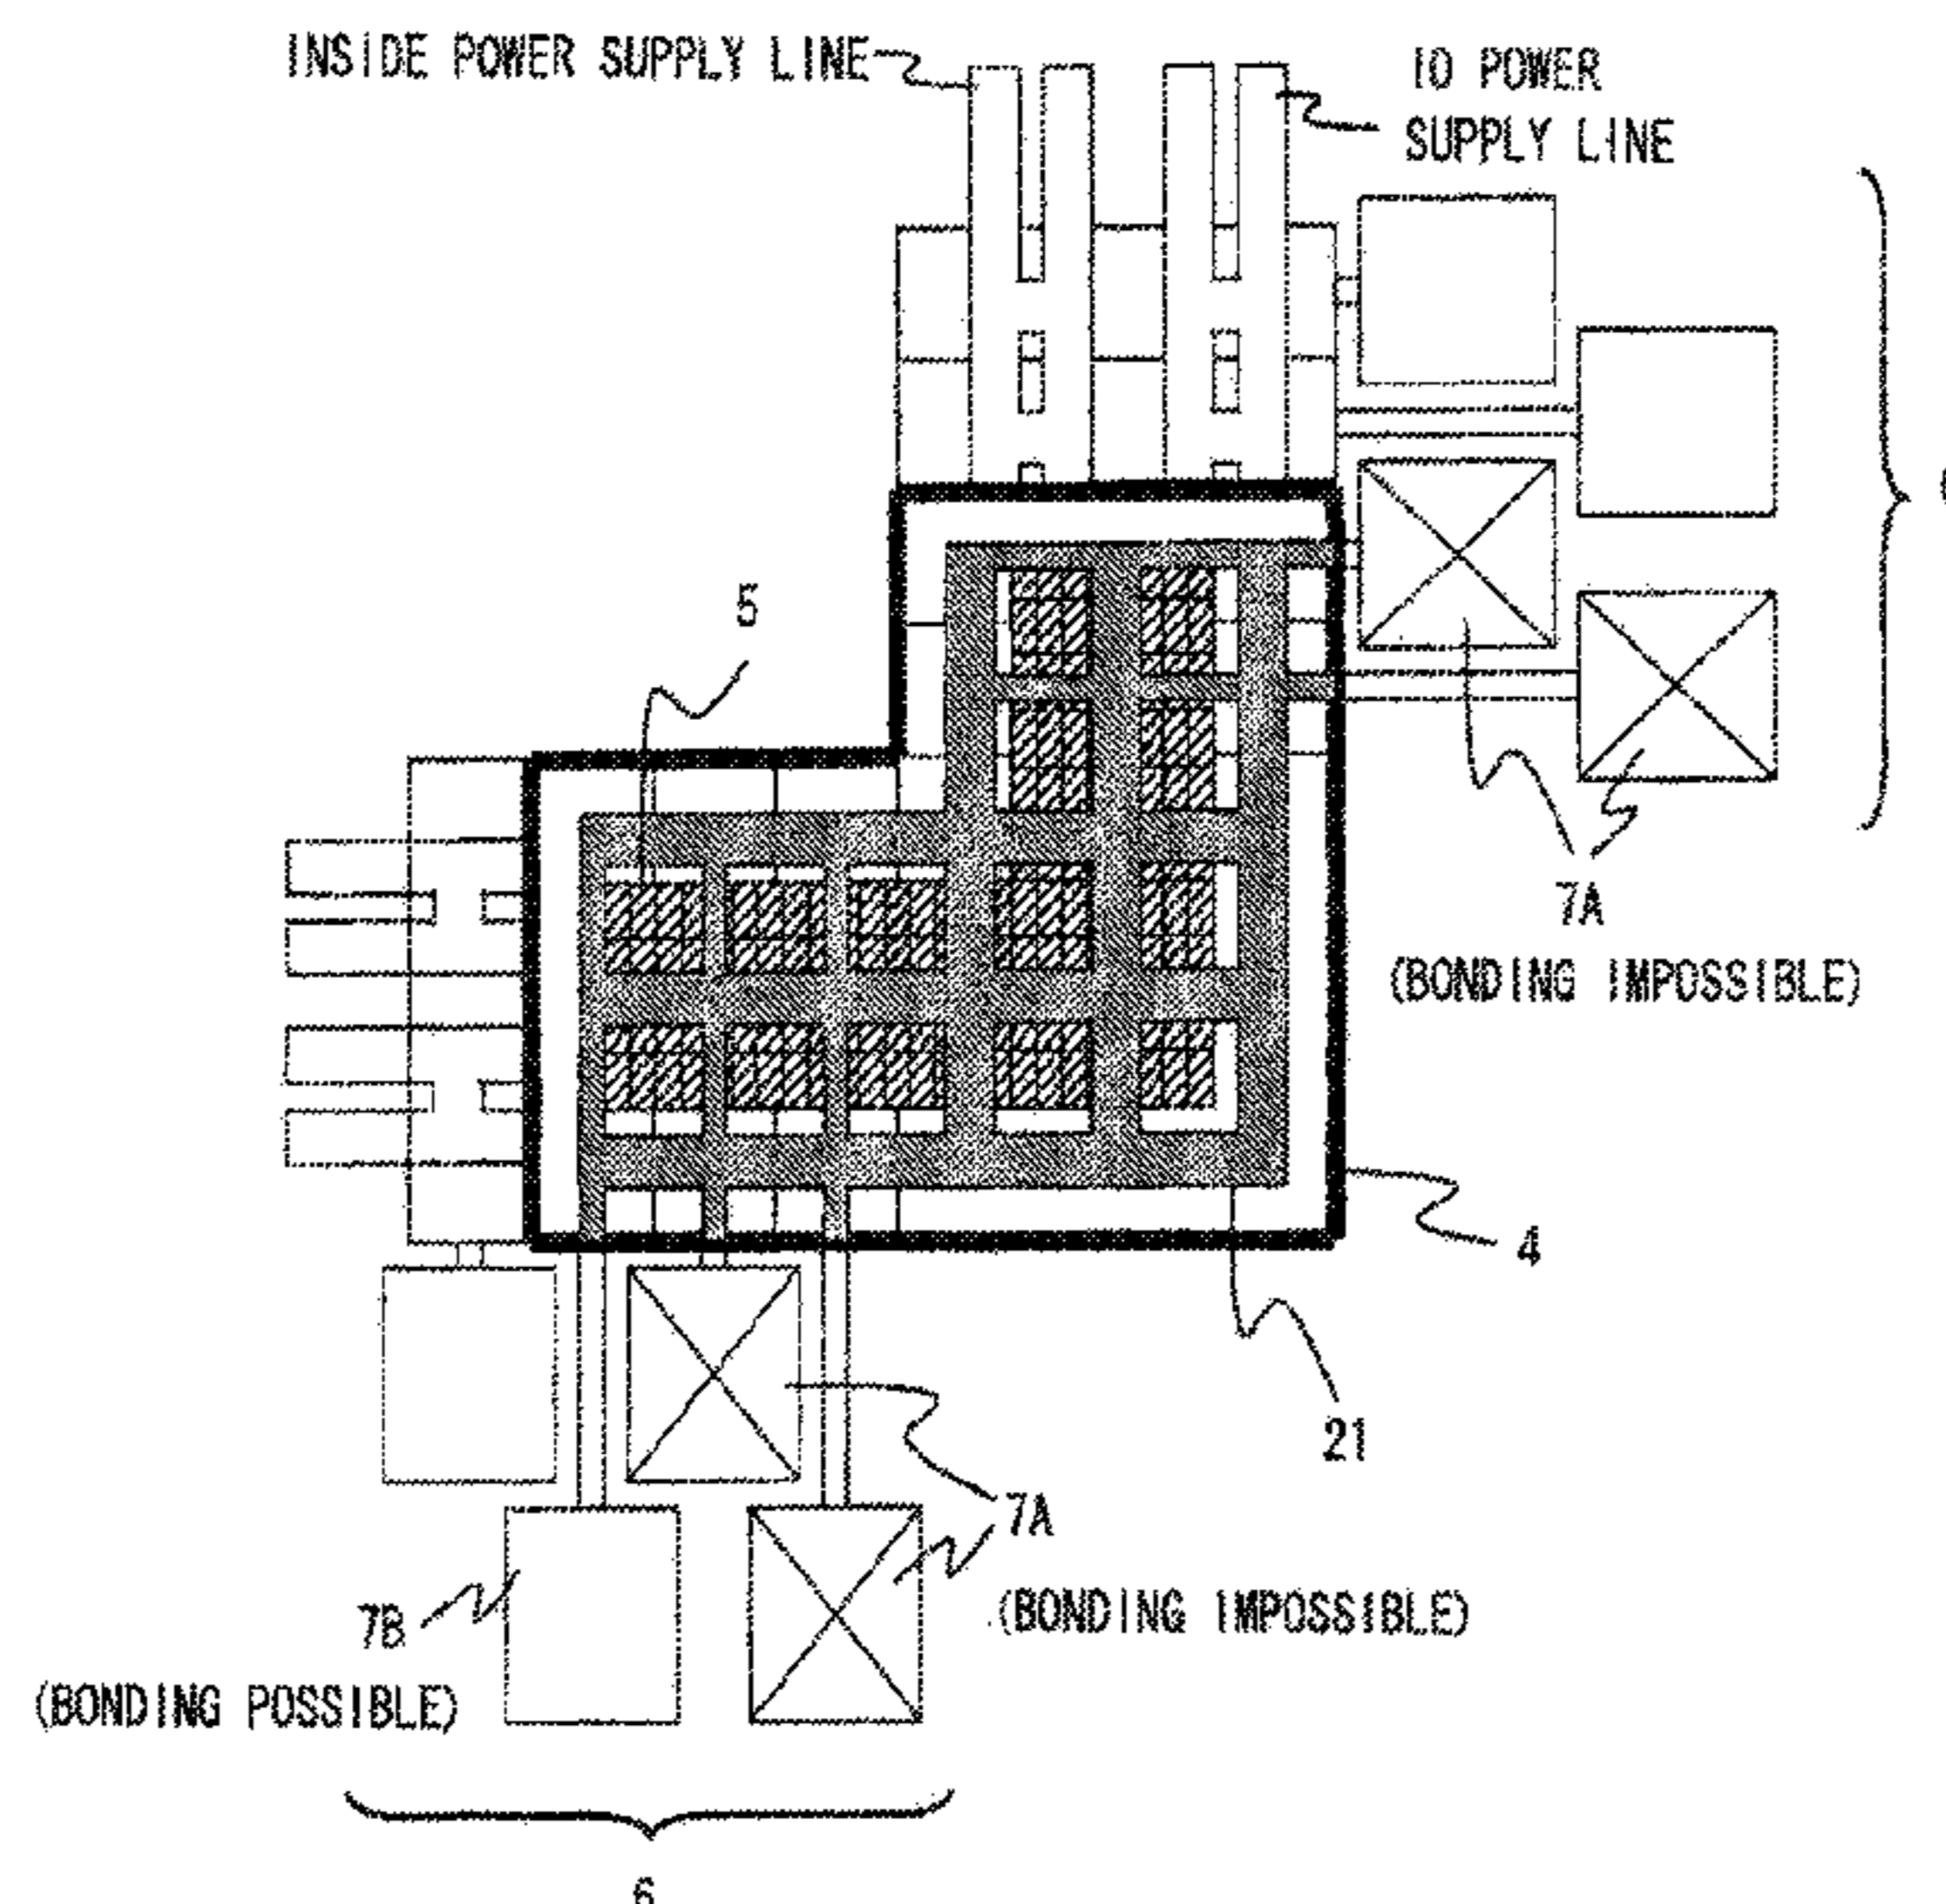 INSIDE POWER SUPPLY LINE
IO POWER
SUPPLY LINE
5
7A
(BONDING IMPOSSIBLE)
4
21
7A
(BONDING IMPOSSIBLE)
7B
(BONDING POSSIBLE)
6